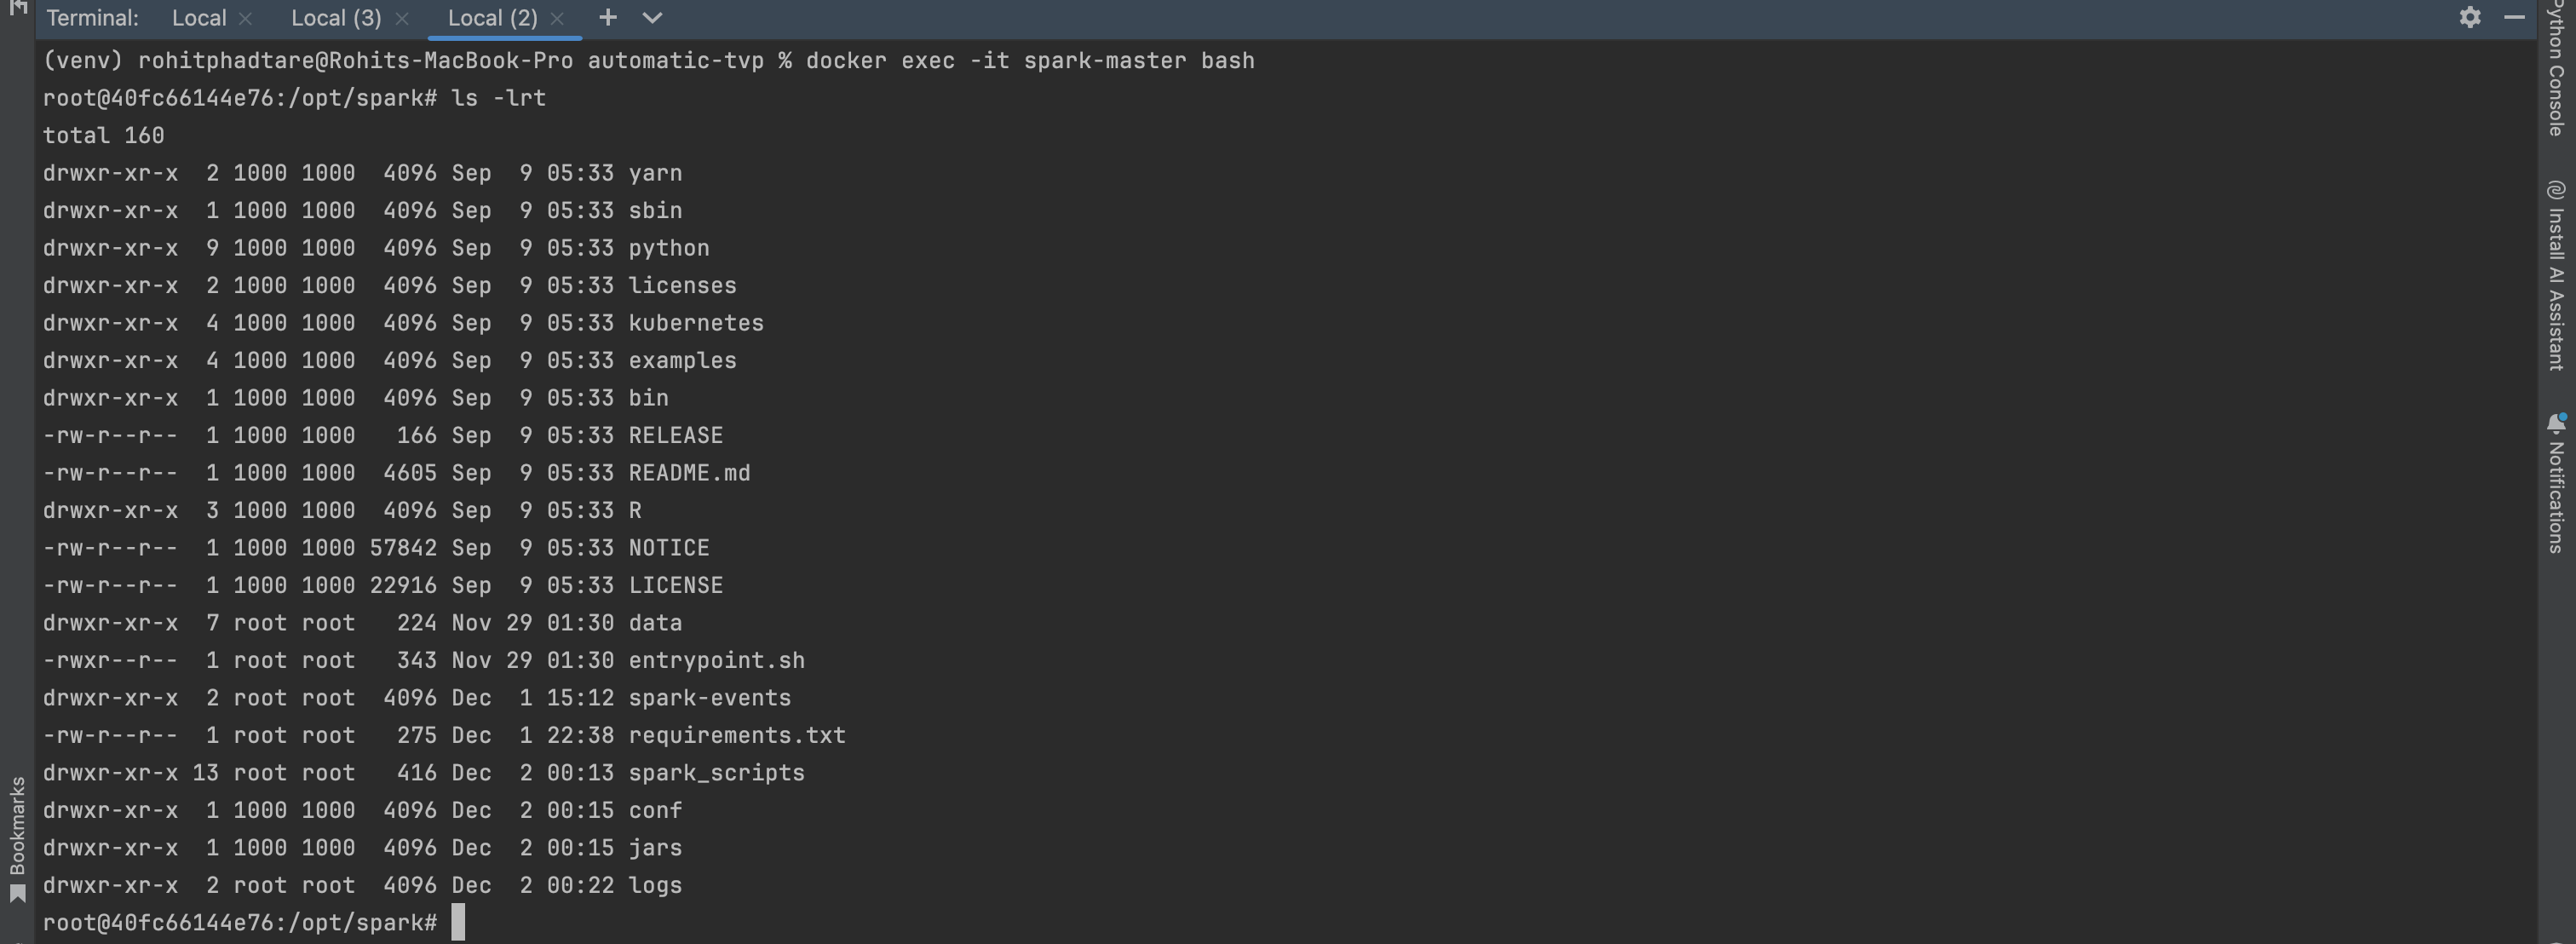 Terminal: Local Local (3) Local (2)
(venv) rohitphadtare@Rohits-MacBook-Pro automatic-tvp % docker exec -it spark-master bash
root@40fc66144e76:/opt/spark# ls -lrt
total 160
drwxr-xr-x  2 1000 1000  4096 Sep  9 05:33 yarn
drwxr-xr-x  1 1000 1000  4096 Sep  9 05:33 sbin
drwxr-xr-x  9 1000 1000  4096 Sep  9 05:33 python
drwxr-xr-x  2 1000 1000  4096 Sep  9 05:33 licenses
drwxr-xr-x  4 1000 1000  4096 Sep  9 05:33 kubernetes
drwxr-xr-x  4 1000 1000  4096 Sep  9 05:33 examples
drwxr-xr-x  1 1000 1000  4096 Sep  9 05:33 bin
-rw-r--r--  1 1000 1000   166 Sep  9 05:33 RELEASE
-rw-r--r--  1 1000 1000  4605 Sep  9 05:33 README.md
drwxr-xr-x  3 1000 1000  4096 Sep  9 05:33 R
-rw-r--r--  1 1000 1000 57842 Sep  9 05:33 NOTICE
-rw-r--r--  1 1000 1000 22916 Sep  9 05:33 LICENSE
drwxr-xr-x  7 root root   224 Nov 29 01:30 data
-rwxr--r--  1 root root   343 Nov 29 01:30 entrypoint.sh
drwxr-xr-x  2 root root  4096 Dec  1 15:12 spark-events
-rw-r--r--  1 root root   275 Dec  1 22:38 requirements.txt
drwxr-xr-x 13 root root   416 Dec  2 00:13 spark_scripts
drwxr-xr-x  1 1000 1000  4096 Dec  2 00:15 conf
drwxr-xr-x  1 1000 1000  4096 Dec  2 00:15 jars
drwxr-xr-x  2 root root  4096 Dec  2 00:22 logs
root@40fc66144e76:/opt/spark#
Bookmarks
Python Console
Install AI Assistant
Notifications